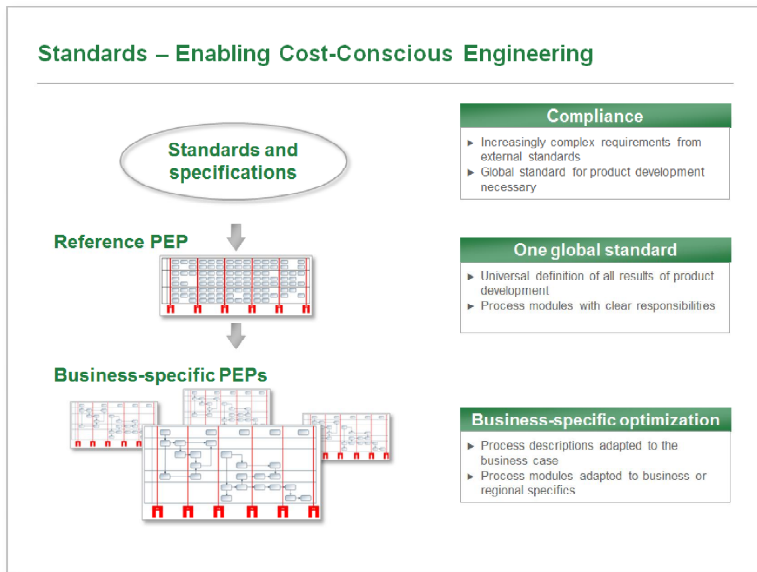 Standards – Enabling Cost-Conscious Engineering
Standards and
specifications
Reference PEP
Business-specific PEPs
Compliance
► Increasingly complex requirements from
external standards
► Global standard for product development
necessary
One global standard
► Universal definition of all results of product
development
► Process modules with clear responsibilities
Business-specific optimization
► Process descriptions adapted to the
business case
► Process modules adapted to business or
regional specifics